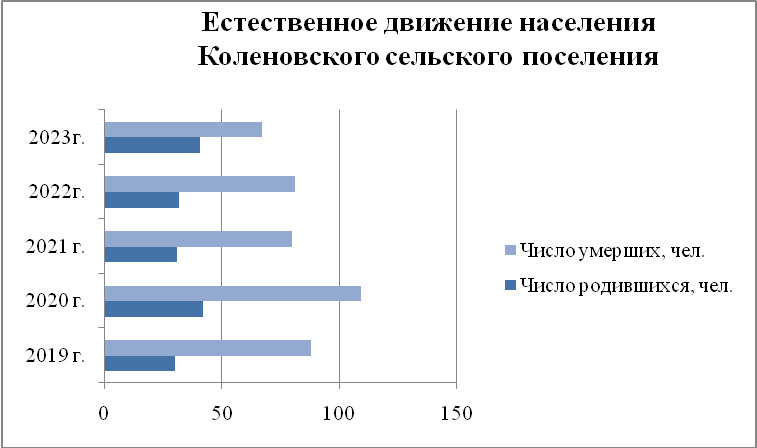 Естественное движение населения
Коленовского сельского поселения
2023г.
2022г.
2021 г.
2020 г.
2019 г.
0 50 100 150
Число умерших, чел.
Число родившихся, чел.